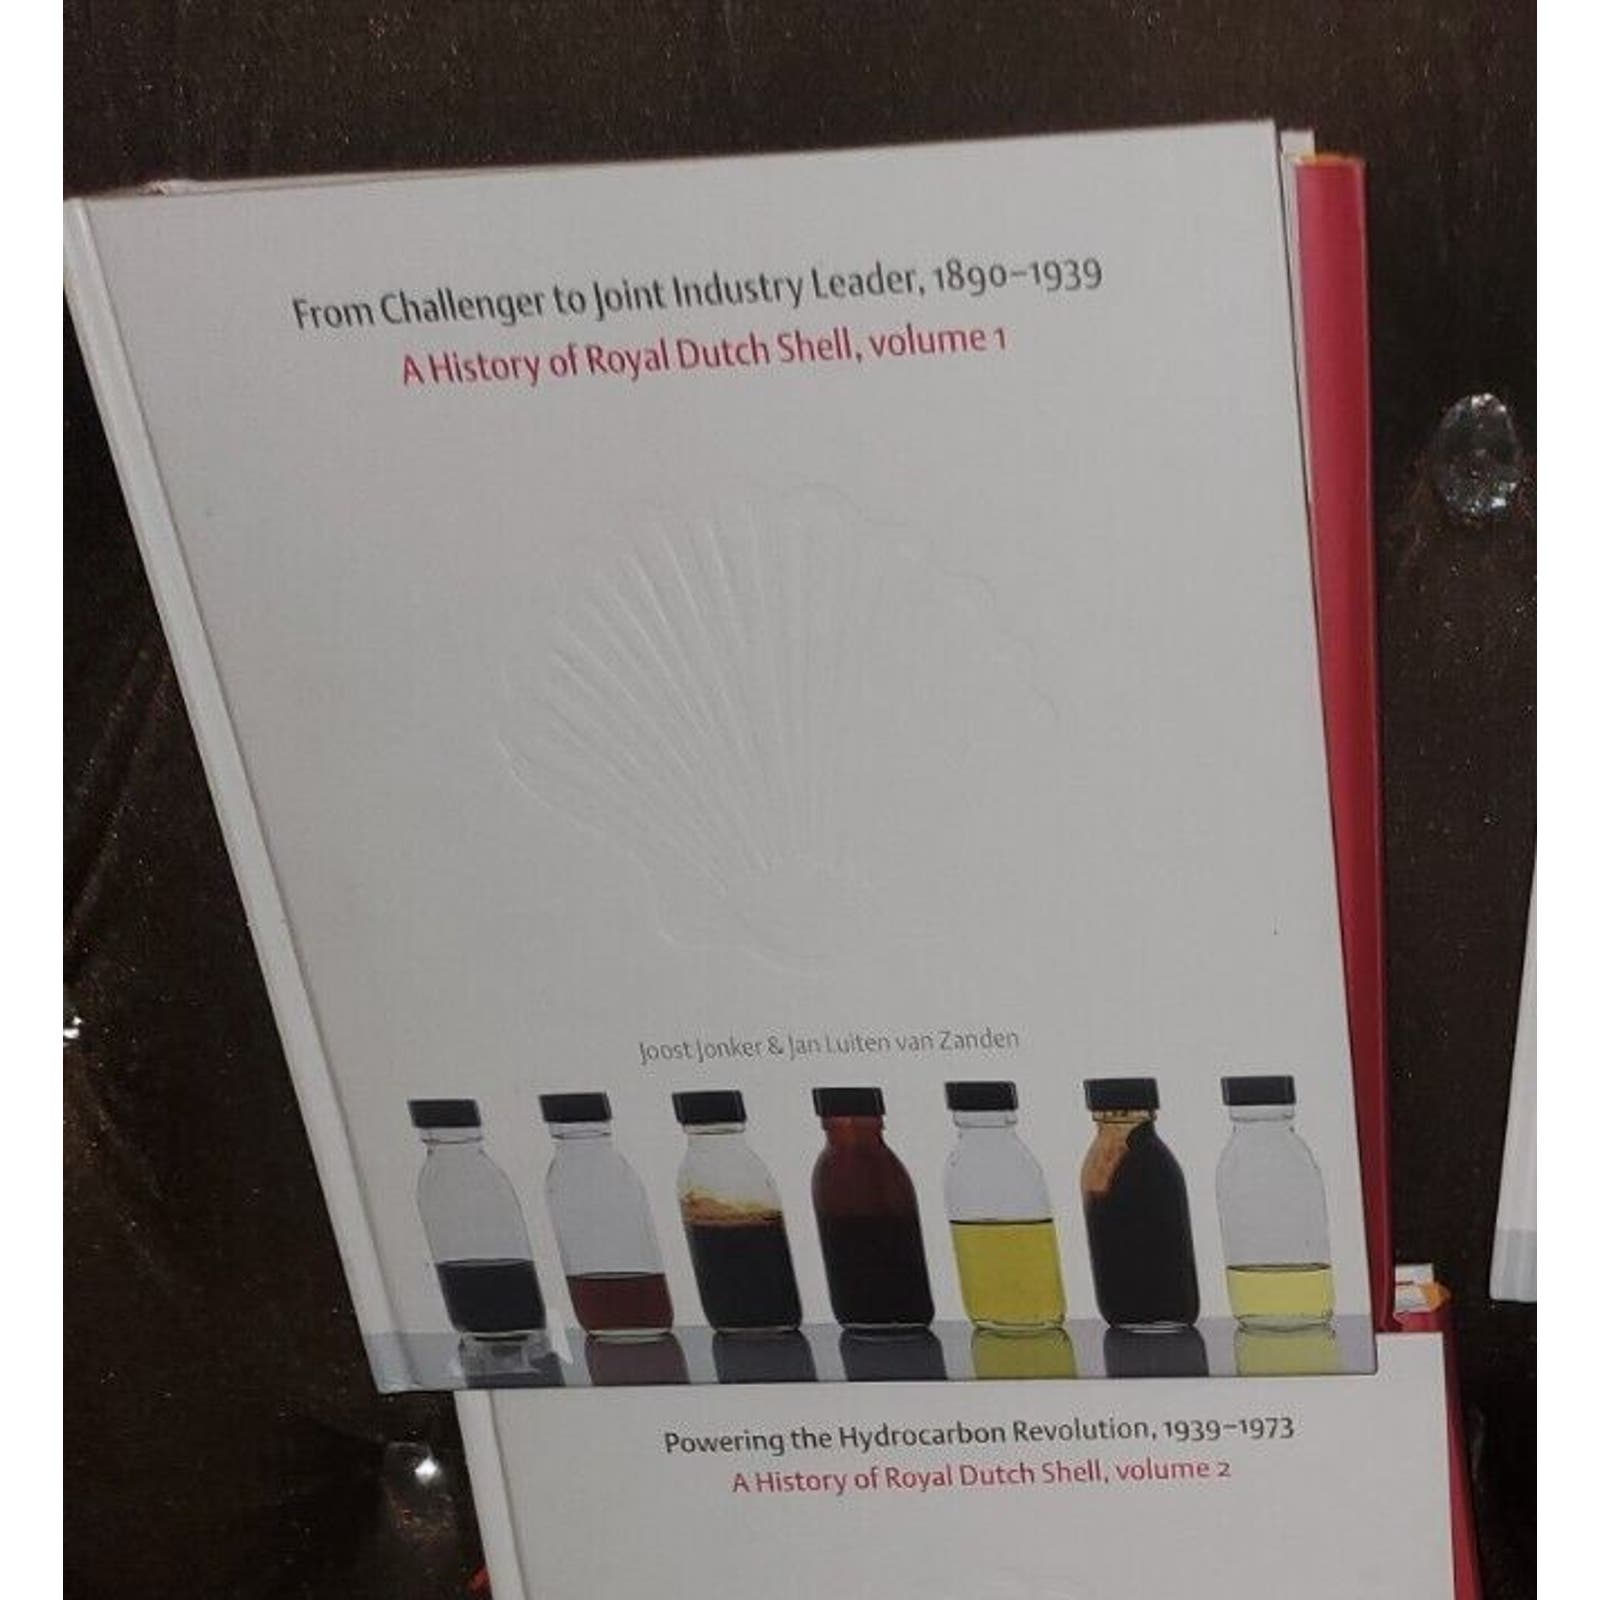 From Challenger to Joint Industry Leader, 1890–1939
A History of Royal Dutch Shell, volume 1
Joost Jonker & Jan Luiten van Zanden
Powering the Hydrocarbon Revolution, 1939–1973
A History of Royal Dutch Shell, volume 2